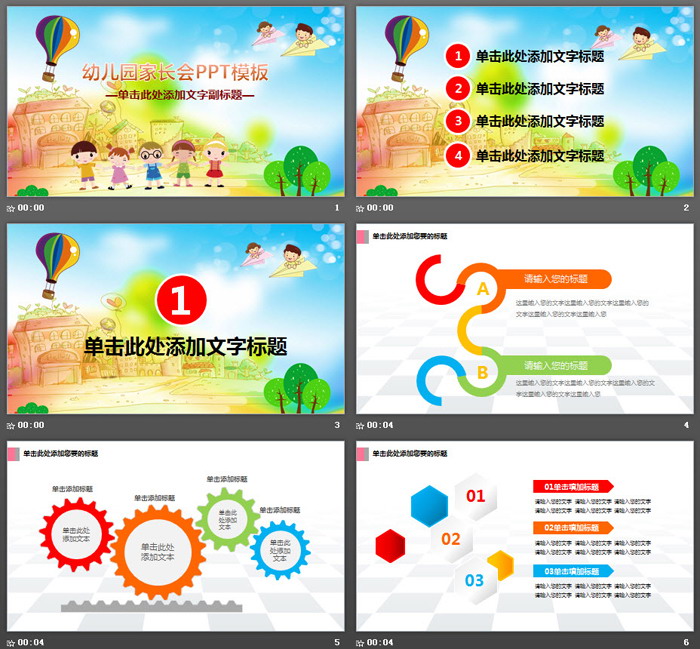 幼儿园家长会PPT模板
—单击此处添加文字副标题—
00:00
1
1 单击此处添加文字标题
2 单击此处添加文字标题
3 单击此处添加文字标题
4 单击此处添加文字标题
00:00
2
1
单击此处添加文字标题
00:00
3
单击此处添加您要的标题
A
请输入您的标题
这里输入您的文字这里输入您的文字这里输入您的
文字这里输入您的文字这里输入您
B
请输入您的标题
这里输入您的文字这里输入您的文字这里输入您的文
字这里输入您的文字这里输入您
00:04
4
单击此处添加您要的标题
单击添加标题
单击此处
添加文本
单击添加标题
单击此处
添加文本
单击添加标题
单击此
处添加
文本
单击添加标题
单击此
处添加
文本
00:04
5
单击此处添加您要的标题
01
02
03
01单击填加标题
请输入您的文字 请输入您的文字 请输入您的文字
请输入您的文字 请输入您的文字 请输入您的文字
02单击填加标题
请输入您的文字 请输入您的文字 请输入您的文字
请输入您的文字 请输入您的文字 请输入您的文字
03单击填加标题
请输入您的文字 请输入您的文字 请输入您的文字
请输入您的文字 请输入您的文字 请输入您的文字
00:04
6